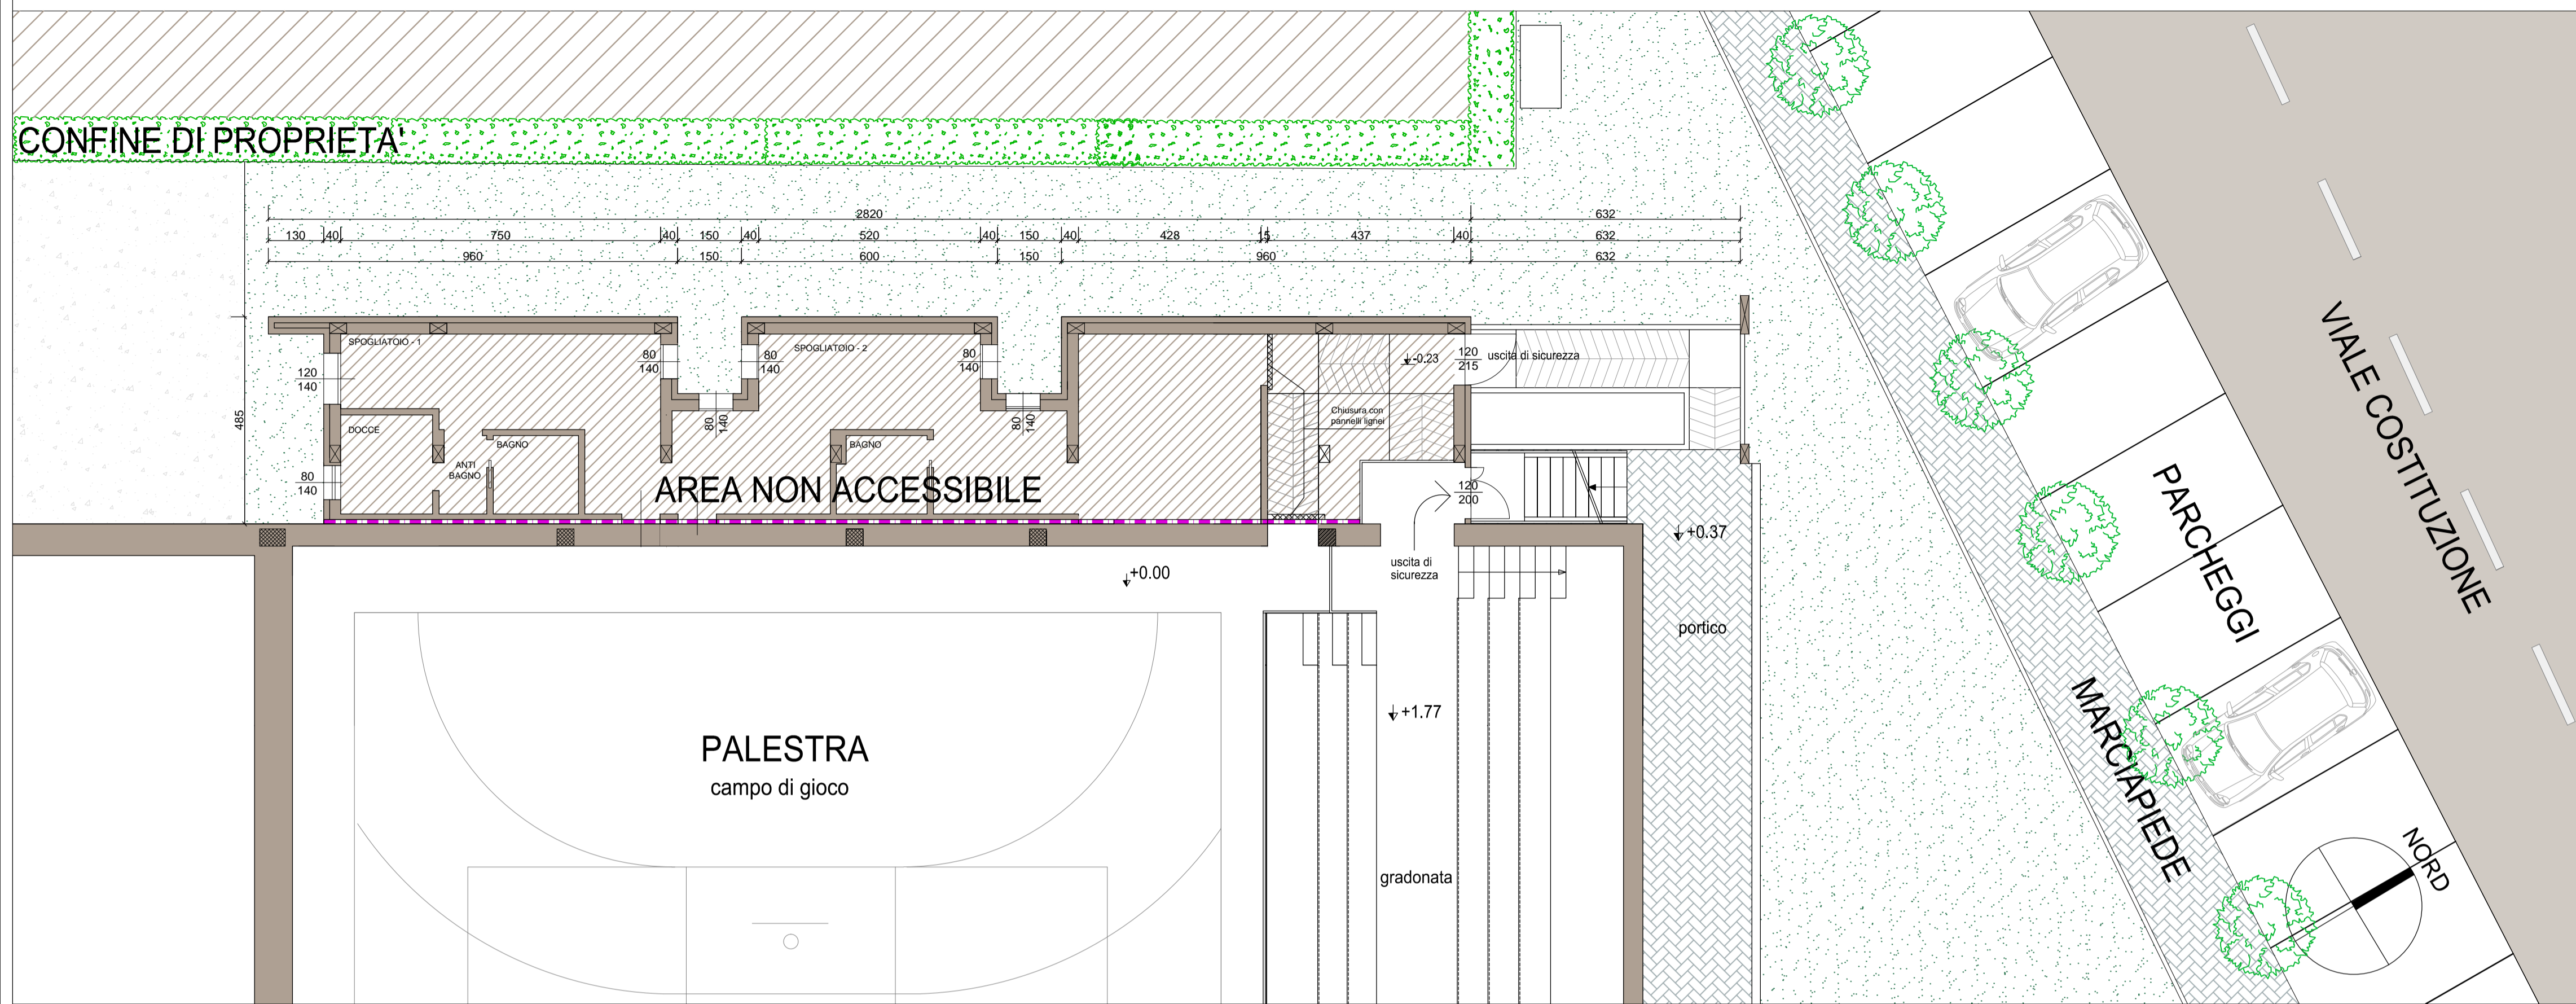 CONFINE DI PROPRIETA'
2820
632
130
40
750
40
150
40
520
40
150
40
428
15
437
40
632
960
150
600
150
960
632
485
SPOGLIATOIO - 1
80
140
80
140
SPOGLIATOIO - 2
80
140
-0.23
120
215
uscita di sicurezza
120
140
80
140
80
140
Chiusura con
pannelli lignei
DOCCE
BAGNO
BAGNO
ANTI
BAGNO
80
140
AREA NON ACCESSIBILE
120
200
+0.37
+0.00
uscita di
sicurezza
portico
+1.77
PALESTRA
campo di gioco
gradonata
VIALE COSTITUZIONE
PARCHEGGI
MARCIAPIEDE
NORD